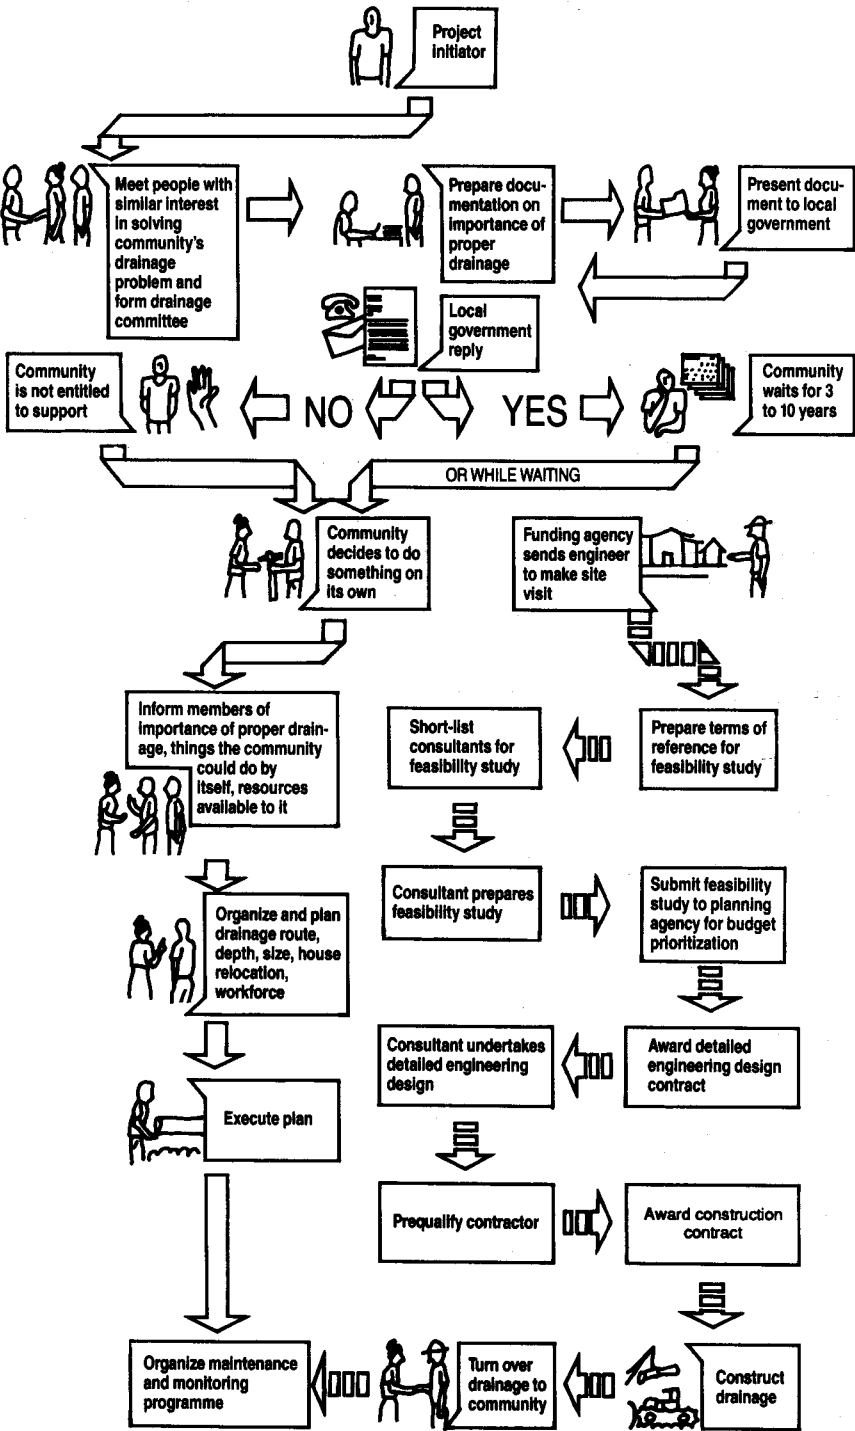 Project
initiator
Meet people with
similar interest
in solving
community's
drainage
problem and
form drainage
committee
Prepare docu-
mentation on
importance of
proper
drainage
Present docu-
ment to local
government
Local
government
reply
Community
is not entitled
to support
NO
YES
Community
waits for 3
to 10 years
OR WHILE WAITING
Community
decides to do
something on
its own
Funding agency
sends engineer
to make site
visit
Inform members of
importance of proper drain-
age, things the community
could do by
itself, resources
available to it
Short-list
consultants for
feasibility study
Prepare terms of
reference for
feasibility study
Consultant prepares
feasibility study
Submit feasibility
study to planning
agency for budget
prioritization
Organize and plan
drainage route,
depth, size, house
relocation,
workforce
Consultant undertakes
detailed engineering
design
Award detailed
engineering design
contract
Execute plan
Prequalify contractor
Award construction
contract
Organize maintenance
and monitoring
programme
Turn over
drainage to
community
Construct
drainage